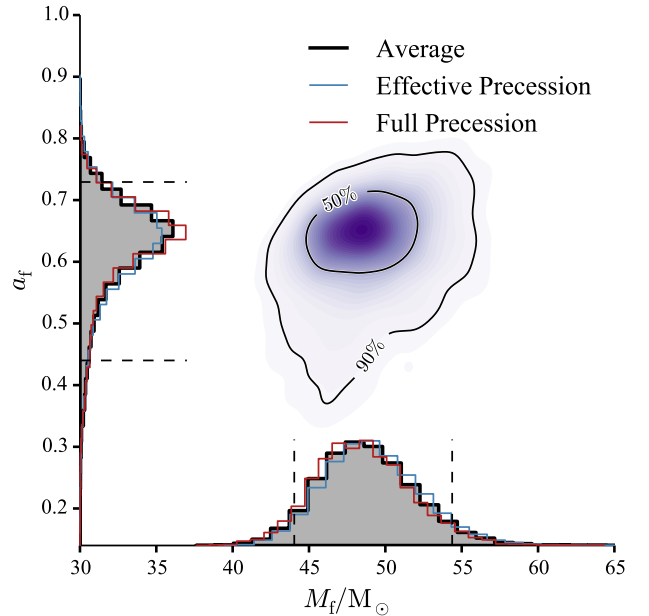 1.0
0.9
0.8
0.7
0.6
0.5
0.4
0.3
0.2
a_f
Average
Effective Precession
Full Precession
50%
90%
30 35 40 45 50 55 60 65
M_f/M_⊙